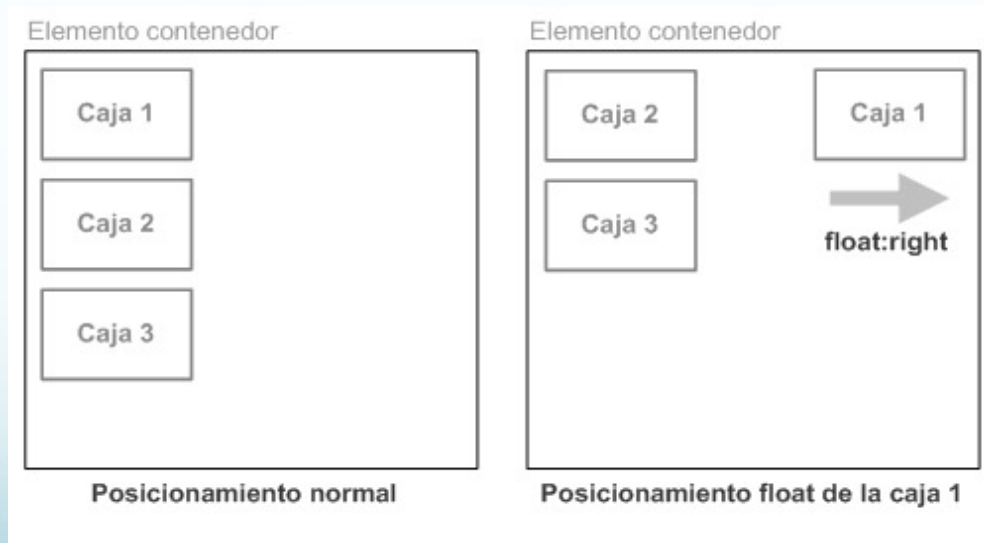 Elemento contenedor
Caja 1
Caja 2
Caja 3
Posicionamiento normal
Elemento contenedor
Caja 2
Caja 1
Caja 3
float:right
Posicionamiento float de la caja 1